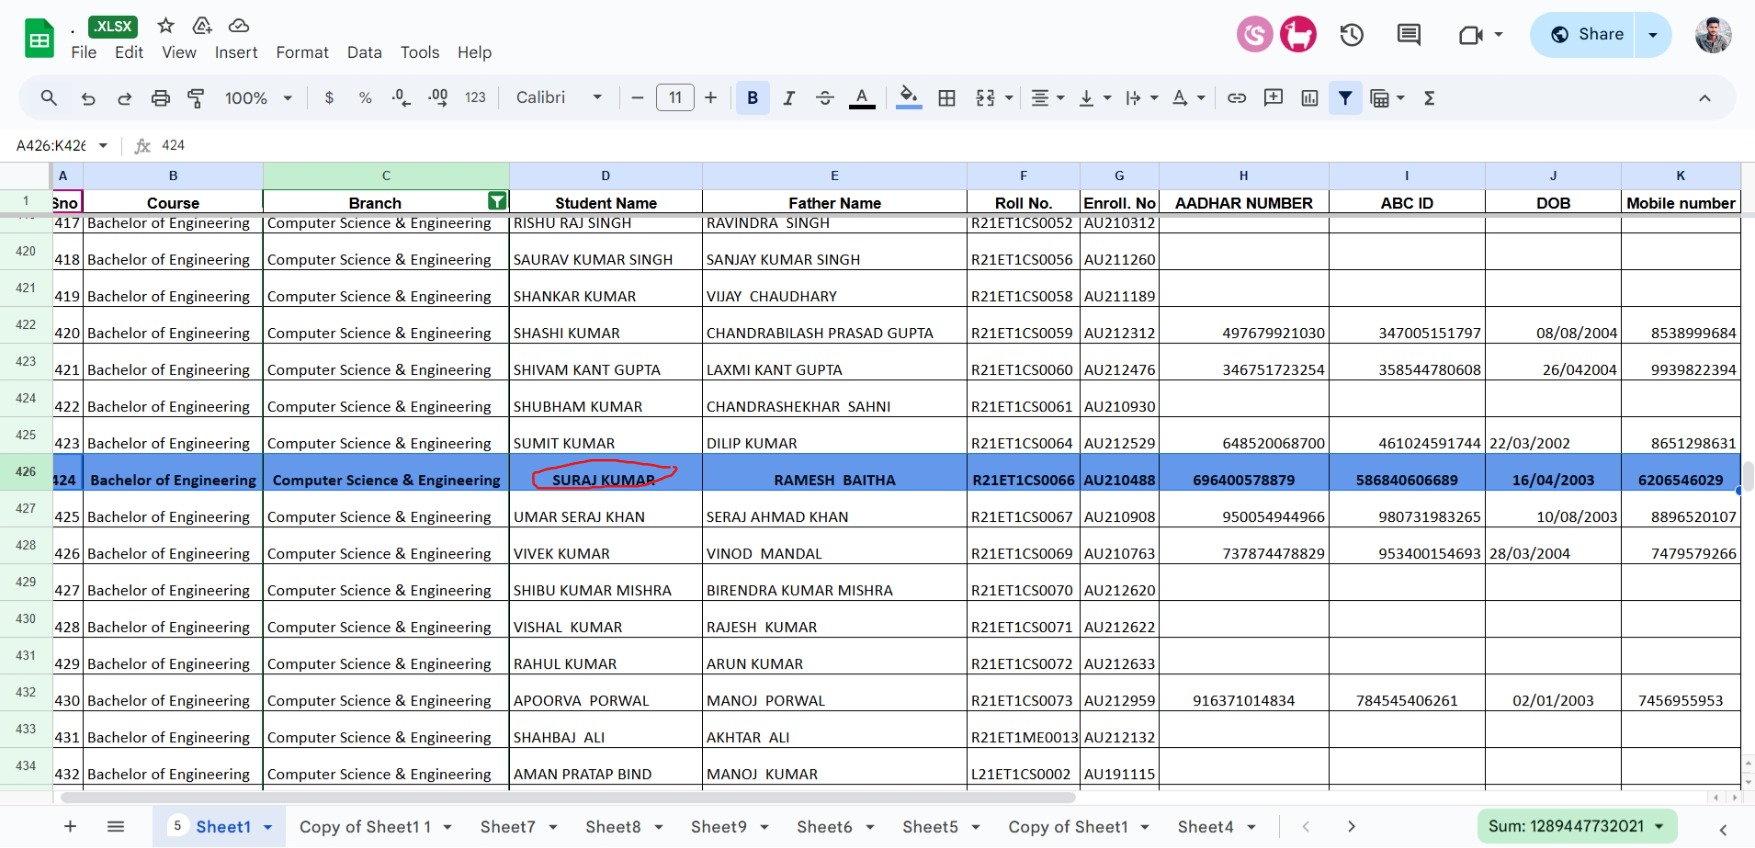 . .XLSX
File Edit View Insert Format Data Tools Help
Share
100% $ % .0 .00 123 Calibri 11 B I A Σ
A426:K426 fx 424
A B C D E F G H I J K
1 Sno Course Branch Student Name Father Name Roll No. Enroll. No AADHAR NUMBER ABC ID DOB Mobile number
417 Bachelor of Engineering Computer Science & Engineering RISHU RAJ SINGH RAVINDRA SINGH R21ET1CS0052 AU210312
420 418 Bachelor of Engineering Computer Science & Engineering SAURAV KUMAR SINGH SANJAY KUMAR SINGH R21ET1CS0056 AU211260
421 419 Bachelor of Engineering Computer Science & Engineering SHANKAR KUMAR VIJAY CHAUDHARY R21ET1CS0058 AU211189
422 420 Bachelor of Engineering Computer Science & Engineering SHASHI KUMAR CHANDRABILASH PRASAD GUPTA R21ET1CS0059 AU212312 497679921030 347005151797 08/08/2004 8538999684
423 421 Bachelor of Engineering Computer Science & Engineering SHIVAM KANT GUPTA LAXMI KANT GUPTA R21ET1CS0060 AU212476 346751723254 358544780608 26/042004 9939822394
424 422 Bachelor of Engineering Computer Science & Engineering SHUBHAM KUMAR CHANDRASHEKHAR SAHNI R21ET1CS0061 AU210930
425 423 Bachelor of Engineering Computer Science & Engineering SUMIT KUMAR DILIP KUMAR R21ET1CS0064 AU212529 648520068700 461024591744 22/03/2002 8651298631
426 424 Bachelor of Engineering Computer Science & Engineering SURAJ KUMAR RAMESH BAITHA R21ET1CS0066 AU210488 696400578879 586840606689 16/04/2003 6206546029
427 425 Bachelor of Engineering Computer Science & Engineering UMAR SERAJ KHAN SERAJ AHMAD KHAN R21ET1CS0067 AU210908 950054944966 980731983265 10/08/2003 8896520107
428 426 Bachelor of Engineering Computer Science & Engineering VIVEK KUMAR VINOD MANDAL R21ET1CS0069 AU210763 737874478829 953400154693 28/03/2004 7479579266
429 427 Bachelor of Engineering Computer Science & Engineering SHIBU KUMAR MISHRA BIRENDRA KUMAR MISHRA R21ET1CS0070 AU212620
430 428 Bachelor of Engineering Computer Science & Engineering VISHAL KUMAR RAJESH KUMAR R21ET1CS0071 AU212622
431 429 Bachelor of Engineering Computer Science & Engineering RAHUL KUMAR ARUN KUMAR R21ET1CS0072 AU212633
432 430 Bachelor of Engineering Computer Science & Engineering APOORVA PORWAL MANOJ PORWAL R21ET1CS0073 AU212959 916371014834 784545406261 02/01/2003 7456955953
433 431 Bachelor of Engineering Computer Science & Engineering SHAHBAJ ALI AKHTAR ALI R21ET1ME0013 AU212132
434 432 Bachelor of Engineering Computer Science & Engineering AMAN PRATAP BIND MANOJ KUMAR L21ET1CS0002 AU191115
5 Sheet1 Copy of Sheet1 1 Sheet7 Sheet8 Sheet9 Sheet6 Sheet5 Copy of Sheet1 Sheet4 Sum: 1289447732021